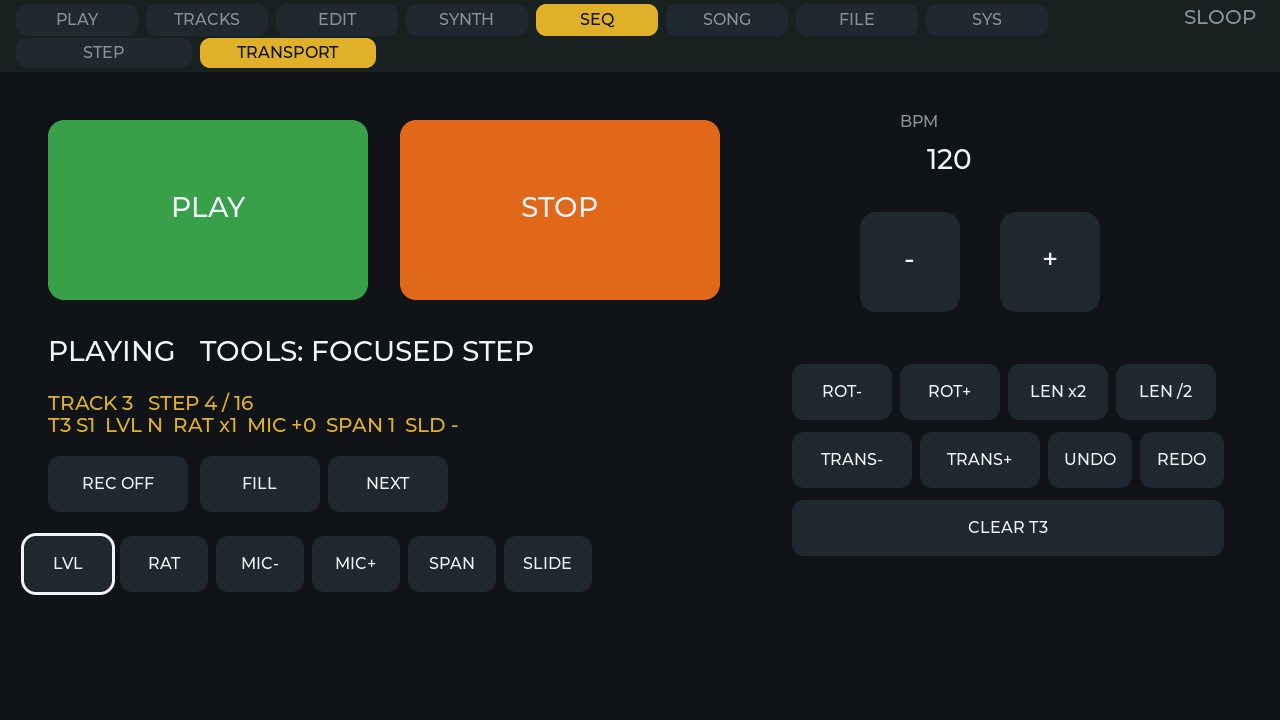 PLAY TRACKS EDIT SYNTH SEQ SONG FILE SYS SLOOP
STEP TRANSPORT
PLAY STOP
BPM
120
- +
PLAYING TOOLS: FOCUSED STEP
TRACK 3 STEP 4 / 16
T3 S1 LVL N RAT x1 MIC +0 SPAN 1 SLD -
REC OFF FILL NEXT
LVL RAT MIC- MIC+ SPAN SLIDE
ROT- ROT+ LEN x2 LEN /2
TRANS- TRANS+ UNDO REDO
CLEAR T3